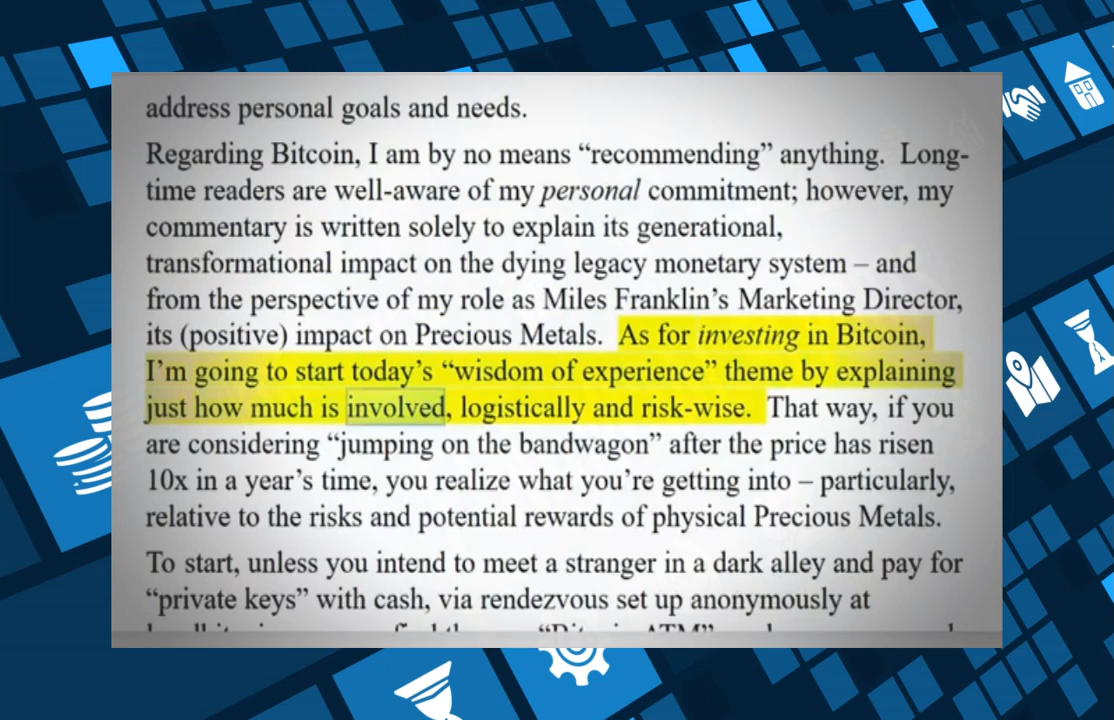 address personal goals and needs.
Regarding Bitcoin, I am by no means “recommending” anything.  Long-
time readers are well-aware of my personal commitment; however, my
commentary is written solely to explain its generational,
transformational impact on the dying legacy monetary system – and
from the perspective of my role as Miles Franklin’s Marketing Director,
its (positive) impact on Precious Metals.  As for investing in Bitcoin,
I’m going to start today’s “wisdom of experience” theme by explaining
just how much is involved, logistically and risk-wise.  That way, if you
are considering “jumping on the bandwagon” after the price has risen
10x in a year’s time, you realize what you’re getting into – particularly,
relative to the risks and potential rewards of physical Precious Metals.
To start, unless you intend to meet a stranger in a dark alley and pay for
“private keys” with cash, via rendezvous set up anonymously at